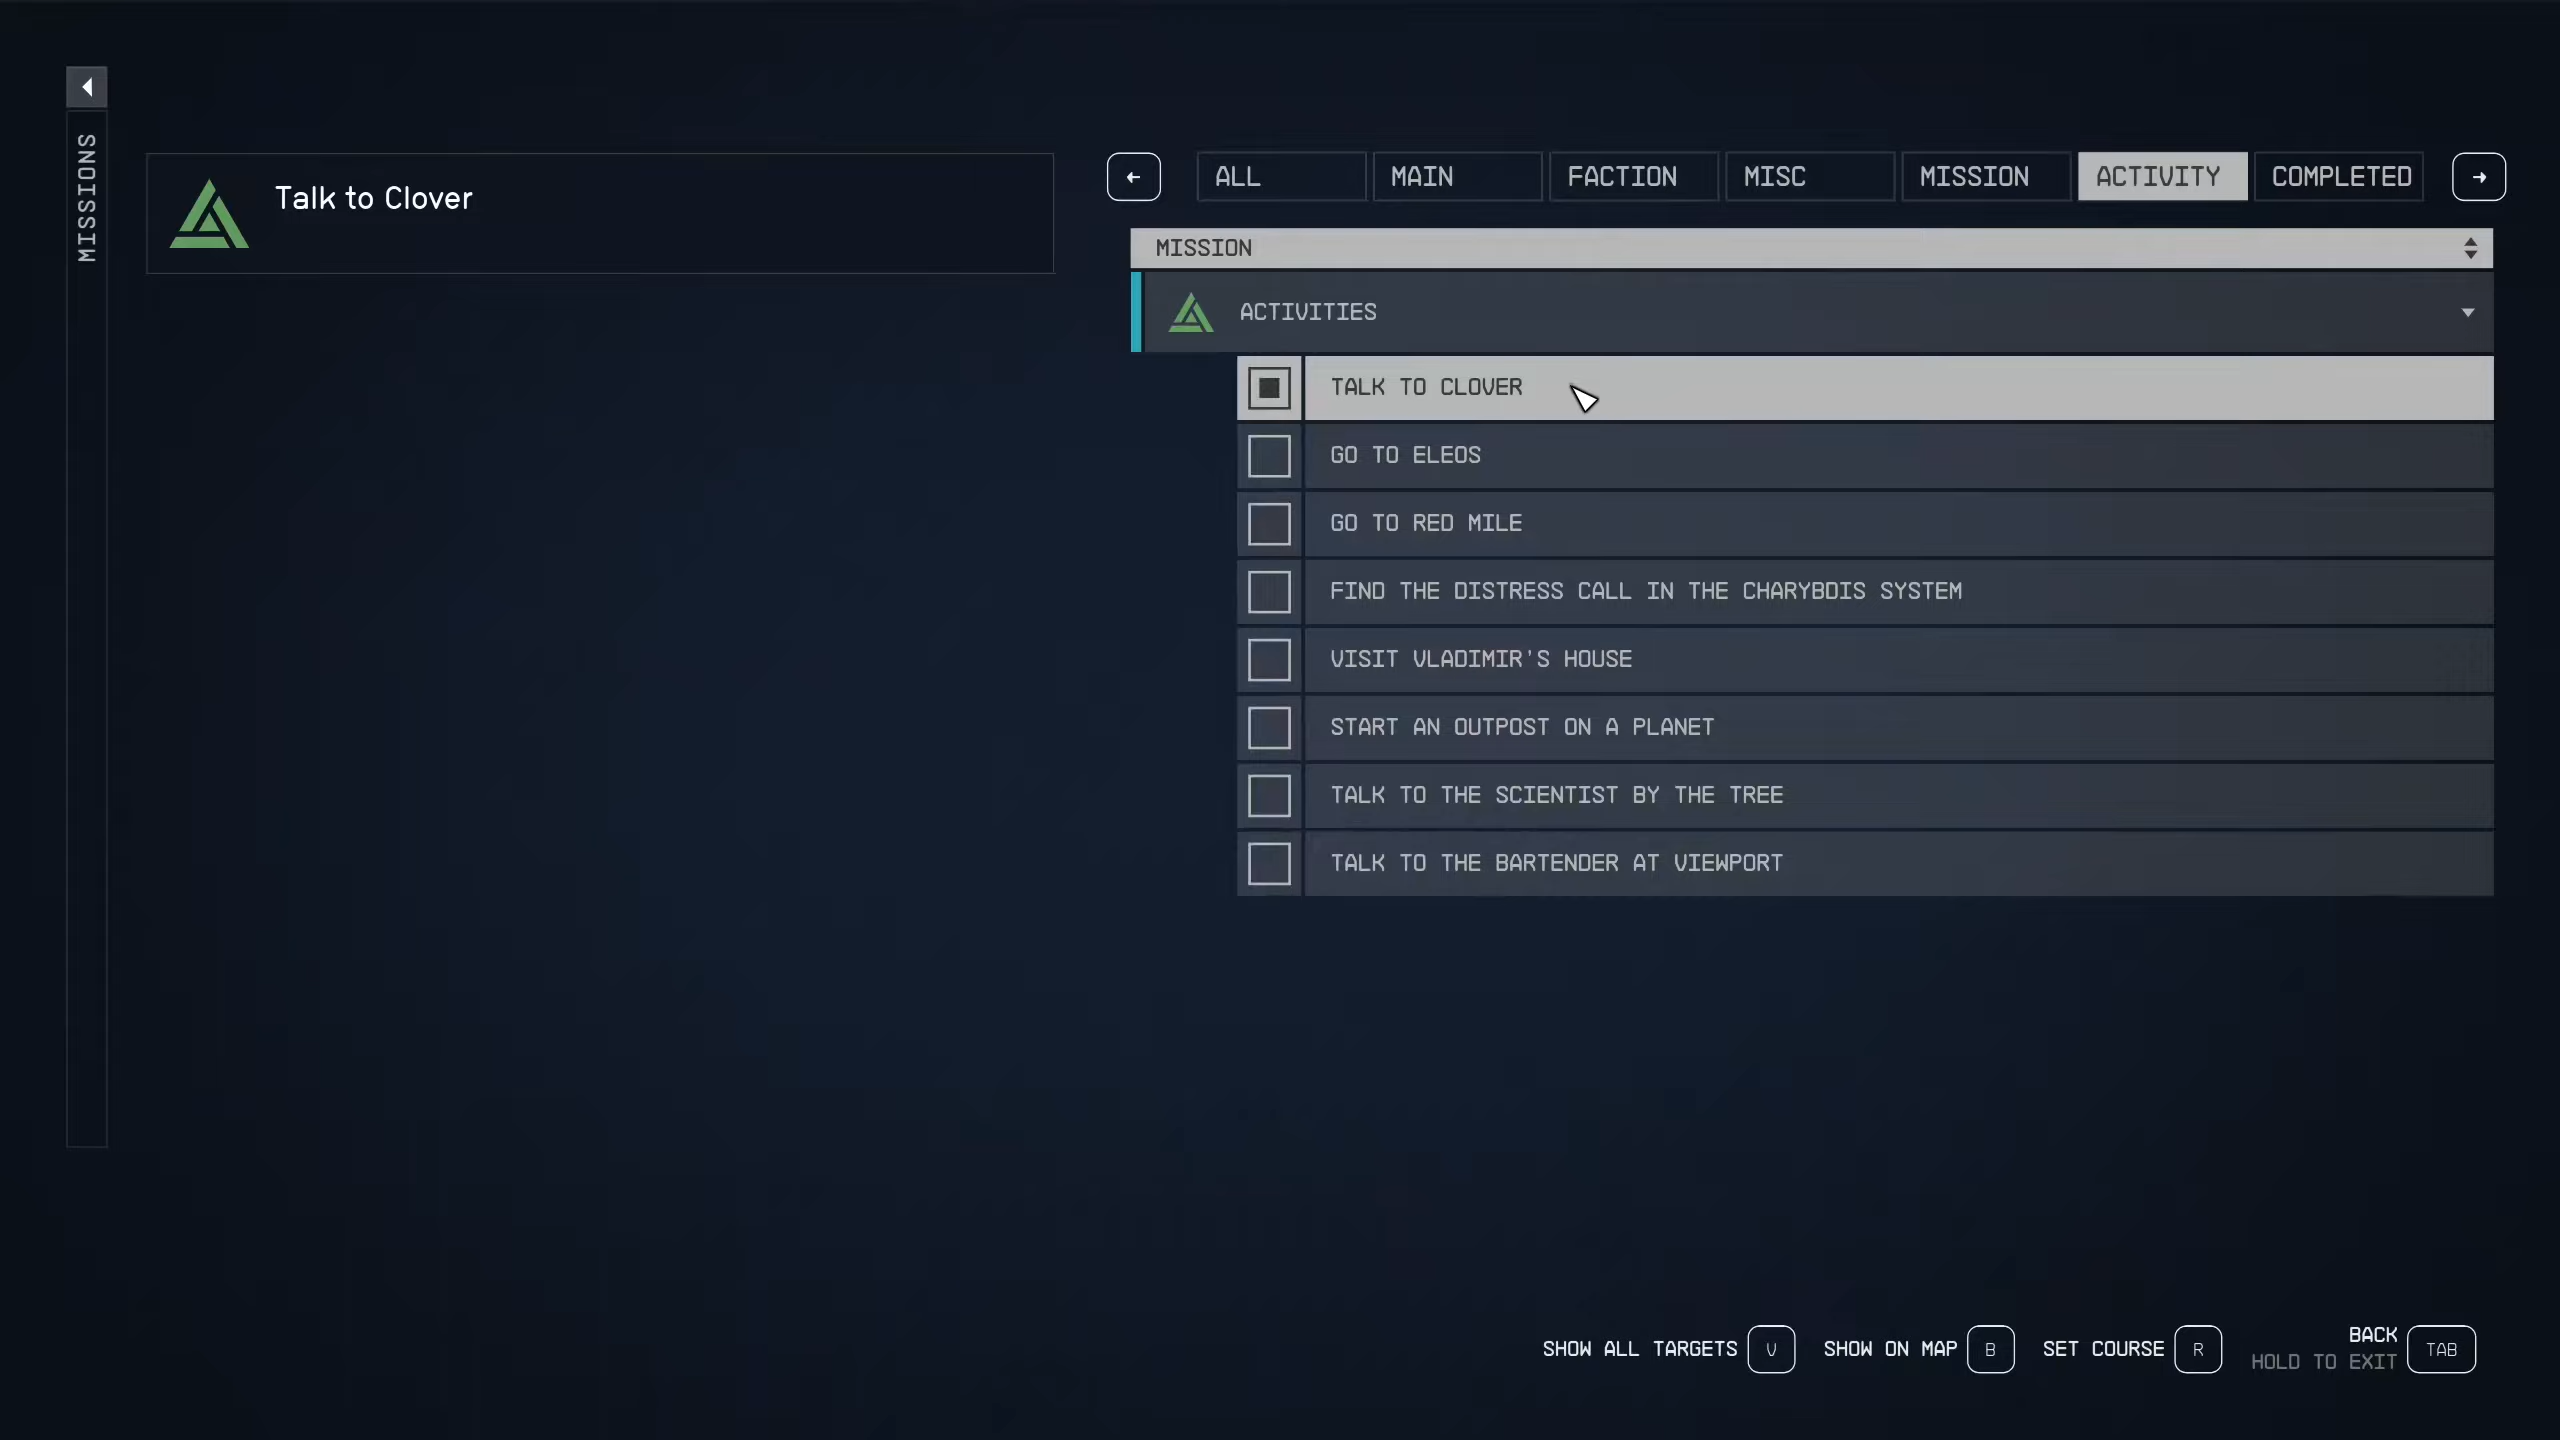 MISSIONS
Talk to Clover
ALL
MAIN
FACTION
MISC
MISSION
ACTIVITY
COMPLETED
MISSION
ACTIVITIES
TALK TO CLOVER
GO TO ELEOS
GO TO RED MILE
FIND THE DISTRESS CALL IN THE CHARYBDIS SYSTEM
VISIT VLADIMIR'S HOUSE
START AN OUTPOST ON A PLANET
TALK TO THE SCIENTIST BY THE TREE
TALK TO THE BARTENDER AT VIEWPORT
SHOW ALL TARGETS V
SHOW ON MAP B
SET COURSE R
BACK
HOLD TO EXIT
TAB